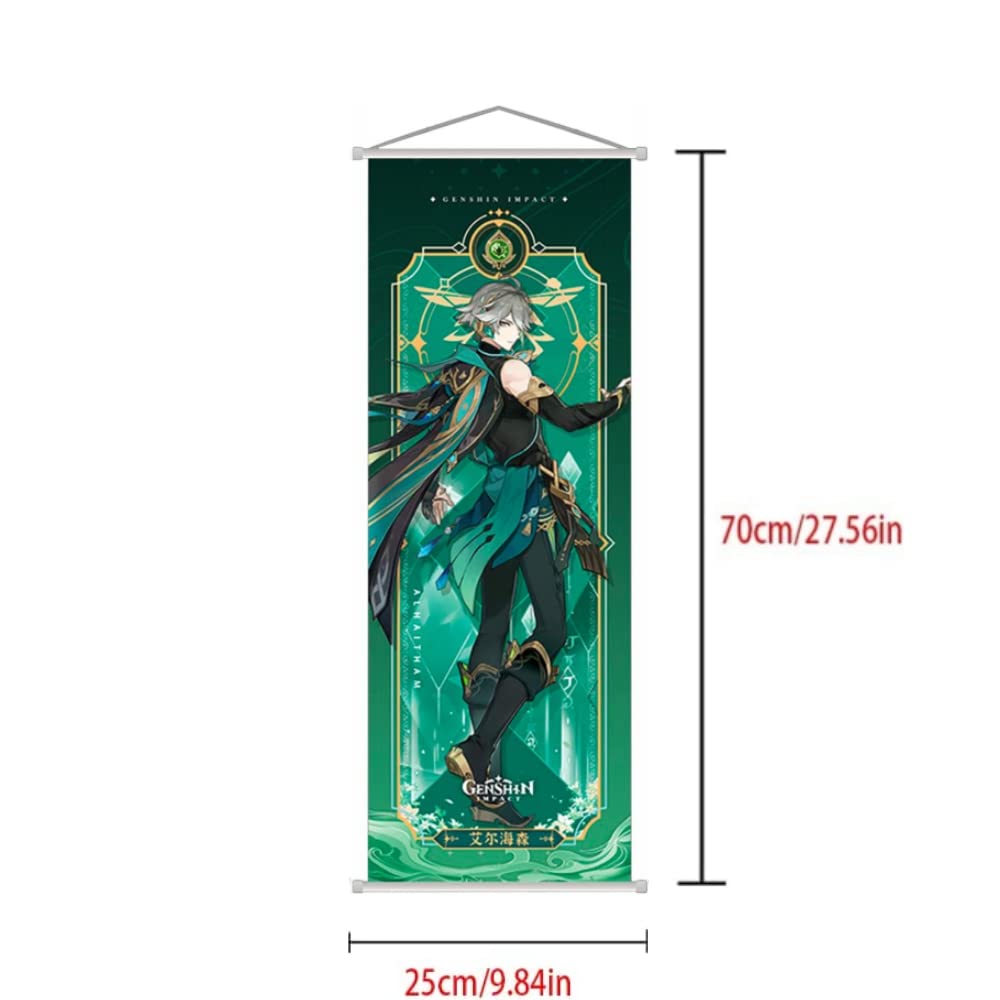 GENSHIN IMPACT
ALHAITHAM
GENSHIN
IMPACT
艾尔海森
70cm/27.56in
25cm/9.84in